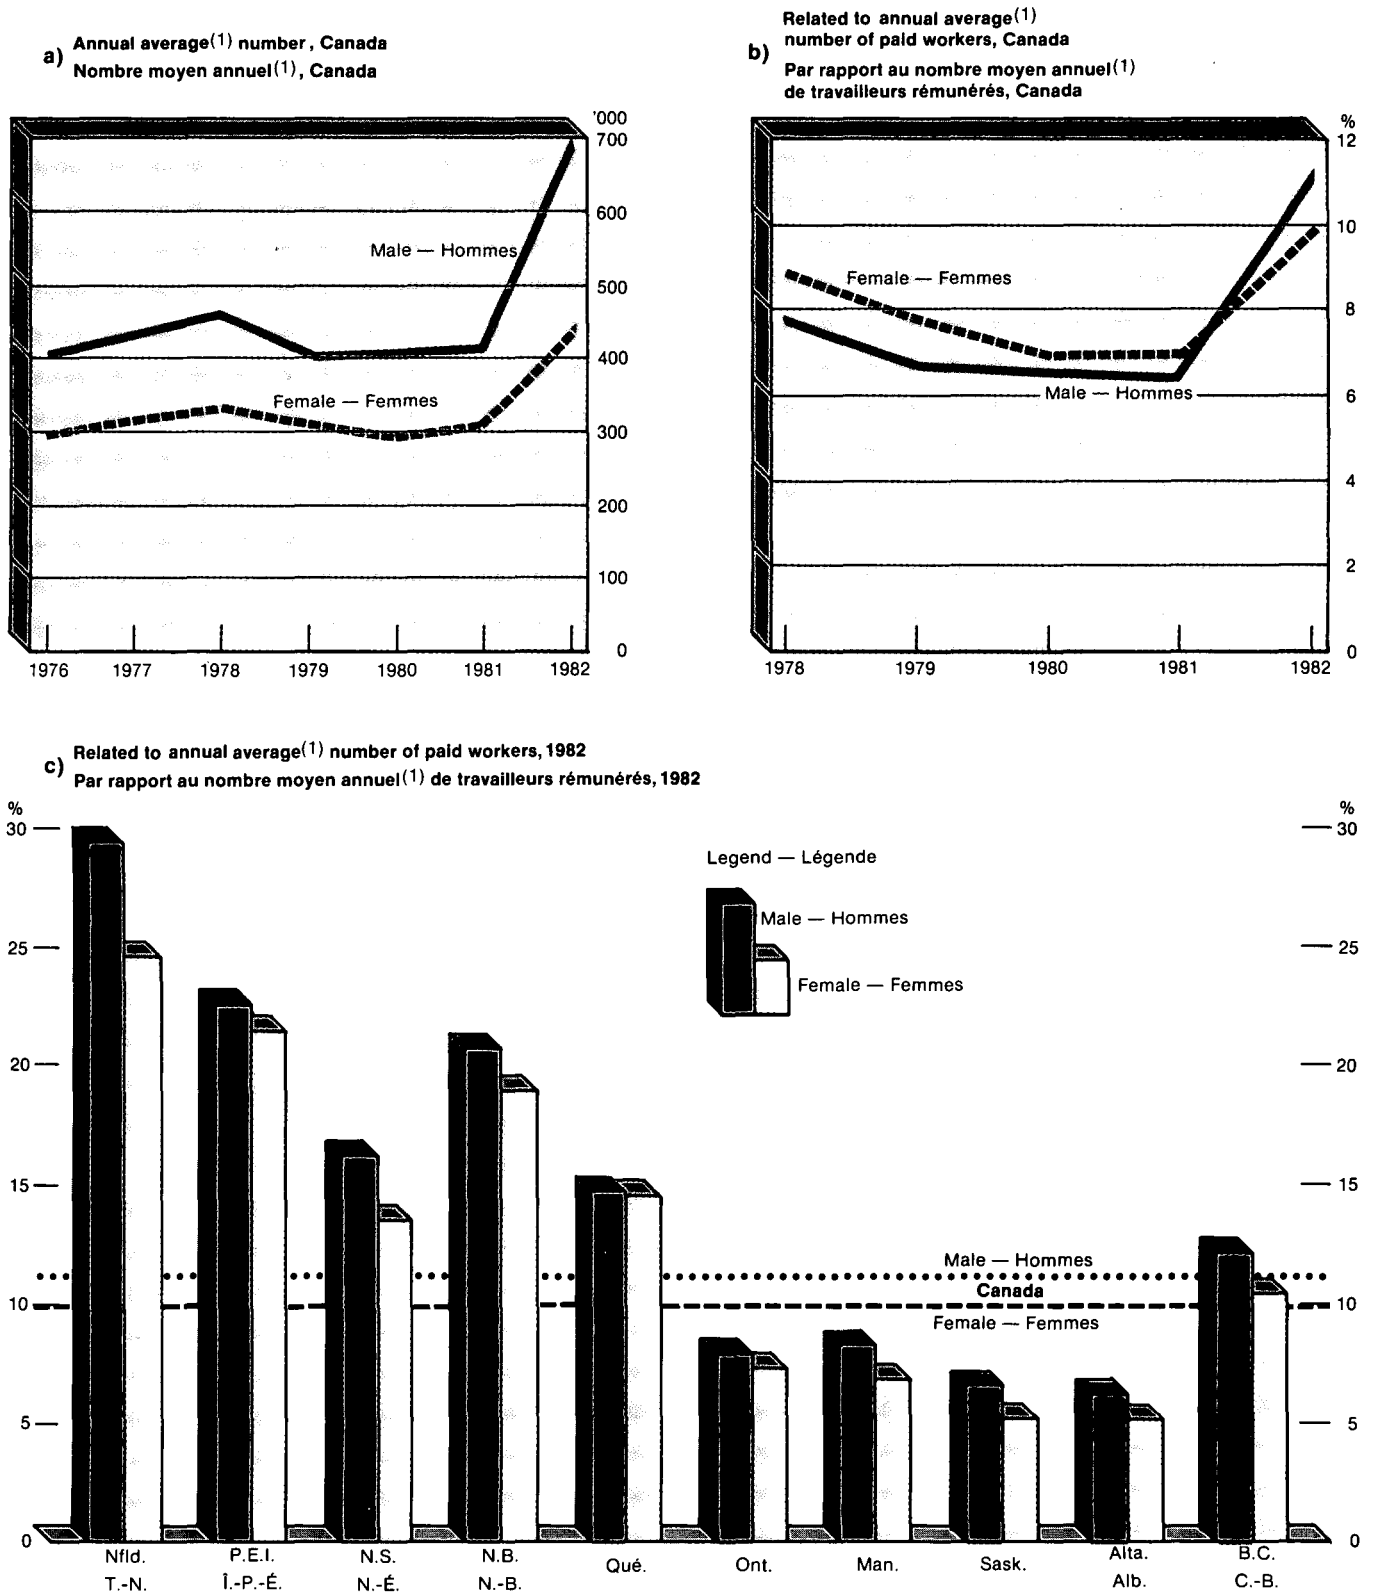 a) Annual average(1) number, Canada
Nombre moyen annuel(1), Canada
'000
700
600
500
400
300
200
100
0
Male — Hommes
Female — Femmes
1976 1977 1978 1979 1980 1981 1982
b) Related to annual average(1)
number of paid workers, Canada
Par rapport au nombre moyen annuel(1)
de travailleurs rémunérés, Canada
%
12
10
8
6
4
2
0
Female — Femmes
Male — Hommes
1978 1979 1980 1981 1982
c) Related to annual average(1) number of paid workers, 1982
Par rapport au nombre moyen annuel(1) de travailleurs rémunérés, 1982
% %
30 30
Legend — Légende
Male — Hommes
Female — Femmes
25 25
20 20
15 15
Male — Hommes
Canada
10 10
Female — Femmes
5 5
0 0
Nfld. P.E.I. N.S. N.B. Qué. Ont. Man. Sask. Alta. B.C.
T.-N. Î.-P.-É. N.-É. N.-B. Alb. C.-B.